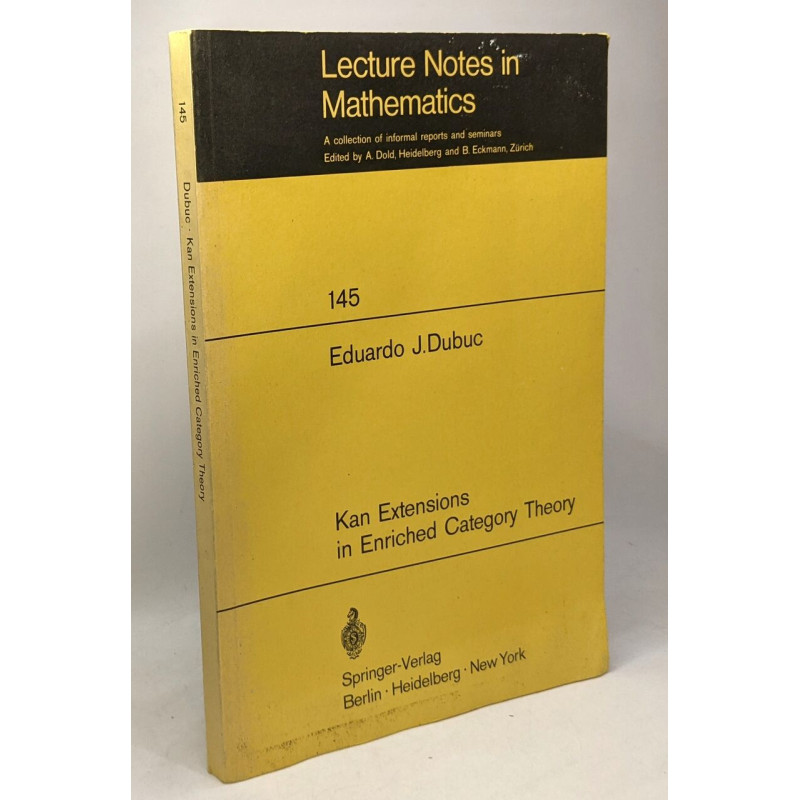 Lecture Notes in
Mathematics
A collection of informal reports and seminars
Edited by A. Dold, Heidelberg and B. Eckmann, Zürich
145
Eduardo J.Dubuc
Kan Extensions
in Enriched Category Theory
Springer-Verlag
Berlin · Heidelberg · New York
145
Dubuc · Kan Extensions in Enriched Category Theory